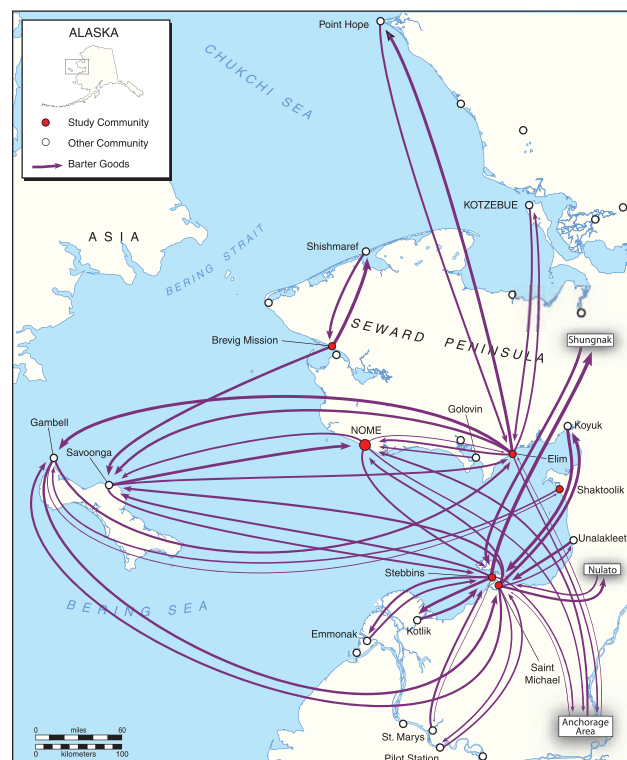 ALASKA
Study Community
Other Community
Barter Goods
Point Hope
CHUKCHI SEA
KOTZEBUE
ASIA
BERING STRAIT
Shishmaref
SEWARD PENINSULA
Brevig Mission
Shungnak
Golovin
Koyuk
Gambell
NOME
Savoonga
Elim
Shaktoolik
Unalakleet
Stebbins
Nulato
BERING SEA
Emmonak
Kotlik
Saint
Michael
Anchorage
Area
St. Marys
Pilot Station
0 miles 60
0 kilometers 100